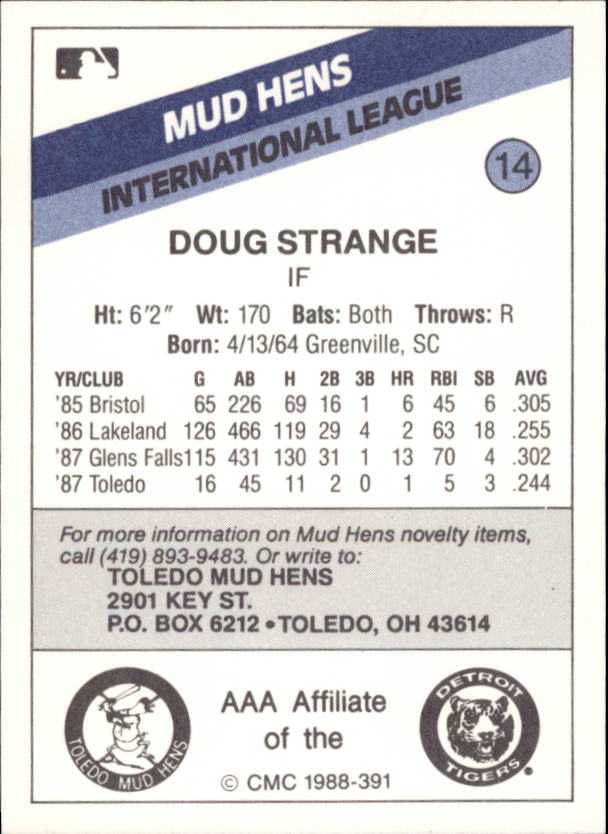 MUD HENS
INTERNATIONAL LEAGUE
14
DOUG STRANGE
IF
Ht: 6'2" Wt: 170 Bats: Both Throws: R
Born: 4/13/64 Greenville, SC
YR/CLUB G AB H 2B 3B HR RBI SB AVG
'85 Bristol 65 226 69 16 1 6 45 6 .305
'86 Lakeland 126 466 119 29 4 2 63 18 .255
'87 Glens Falls 115 431 130 31 1 13 70 4 .302
'87 Toledo 16 45 11 2 0 1 5 3 .244
For more information on Mud Hens novelty items,
call (419) 893-9483. Or write to:
TOLEDO MUD HENS
2901 KEY ST.
P.O. BOX 6212 • TOLEDO, OH 43614
TOLEDO MUD HENS
AAA Affiliate
of the
© CMC 1988-391
DETROIT
TIGERS®